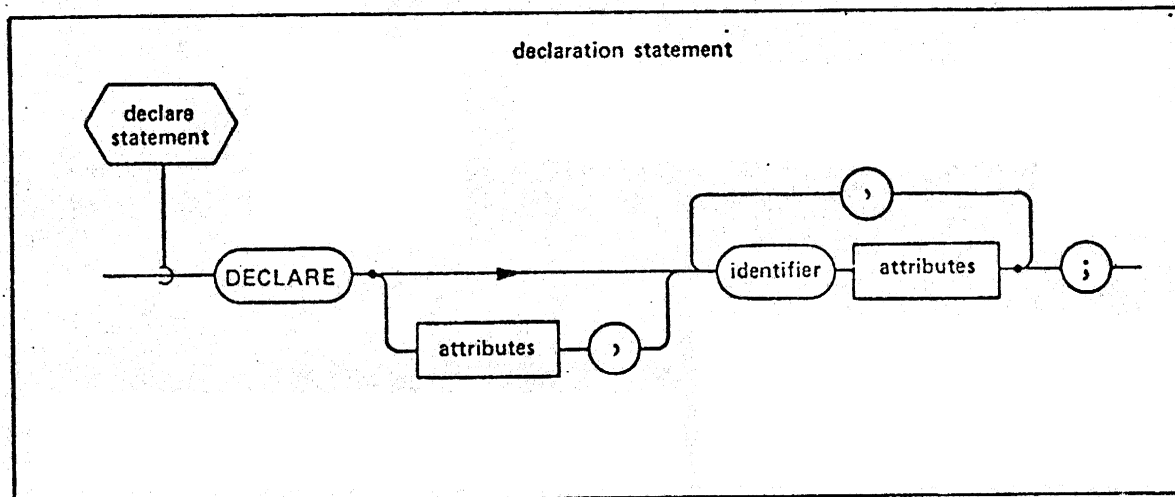 declaration statement
declare
statement
,
DECLARE
identifier
attributes
;
attributes
,